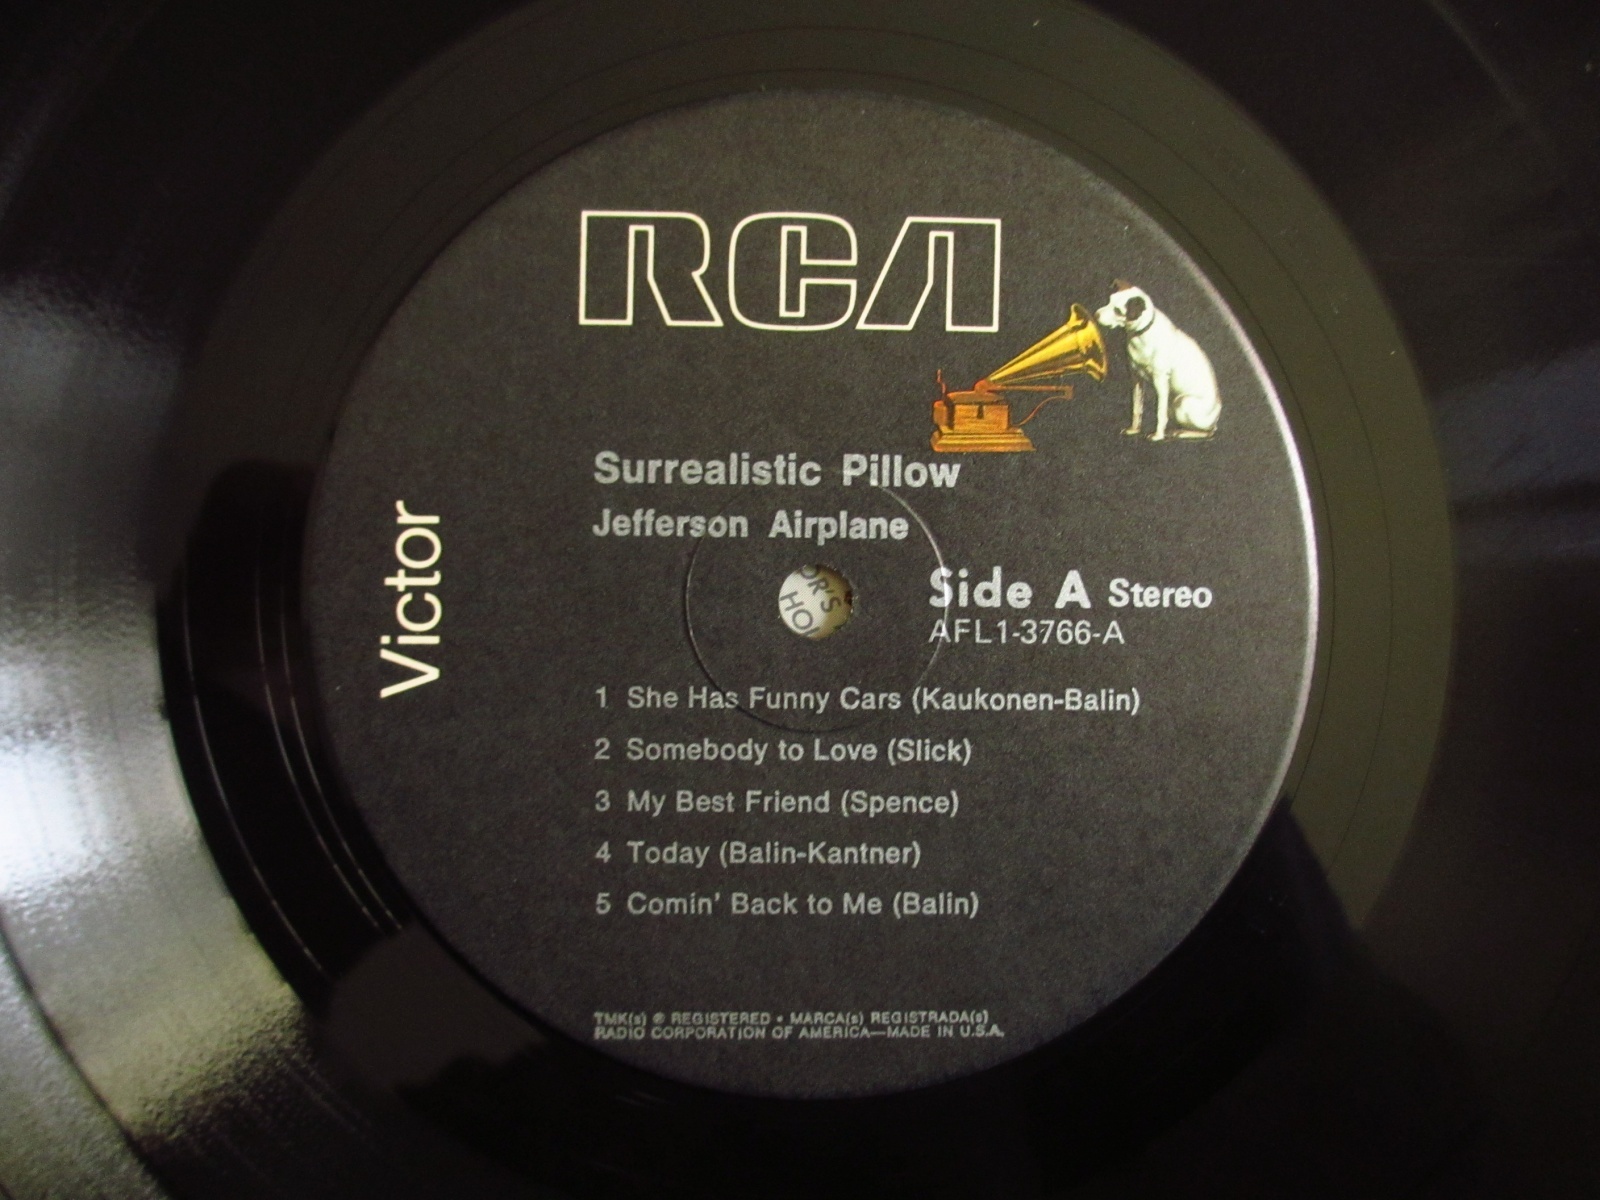 RCA
Victor
Surrealistic Pillow
Jefferson Airplane
OR'S
HO
Side A Stereo
AFL1-3766-A
1 She Has Funny Cars (Kaukonen-Balin)
2 Somebody to Love (Slick)
3 My Best Friend (Spence)
4 Today (Balin-Kantner)
5 Comin' Back to Me (Balin)
TMK(s) ® REGISTERED • MARCA(s) REGISTRADA(s)
RADIO CORPORATION OF AMERICA—MADE IN U.S.A.